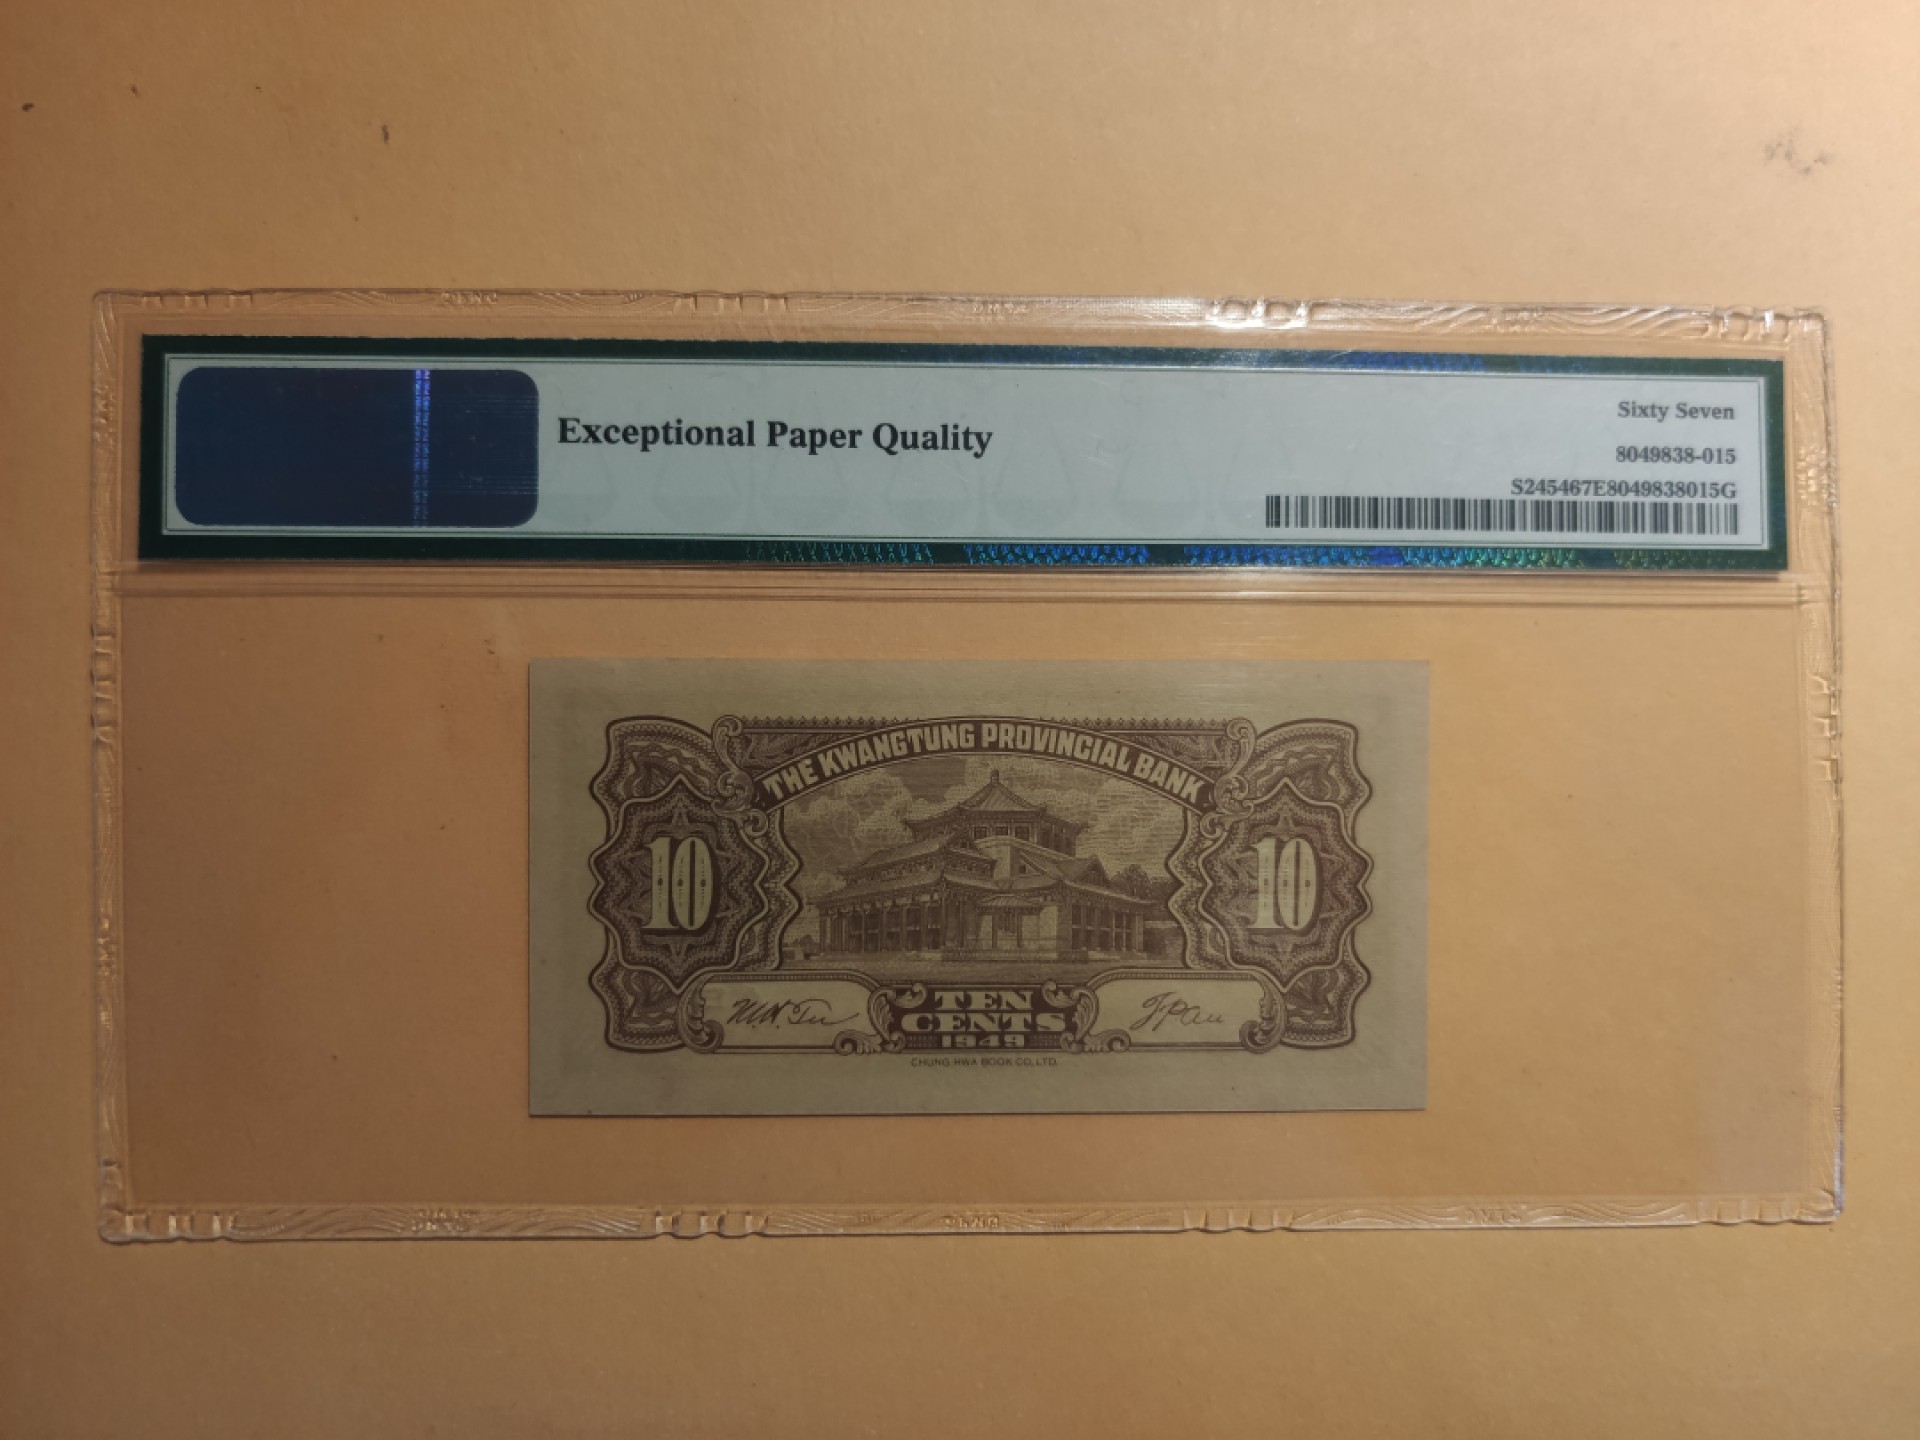 Exceptional Paper Quality
Sixty Seven
8049838-015
S245467E8049838015G
THE KWANGTUNG PROVINCIAL BANK
10 10
TEN
CENTS
1949
CHUNG HWA BOOK CO., LTD.